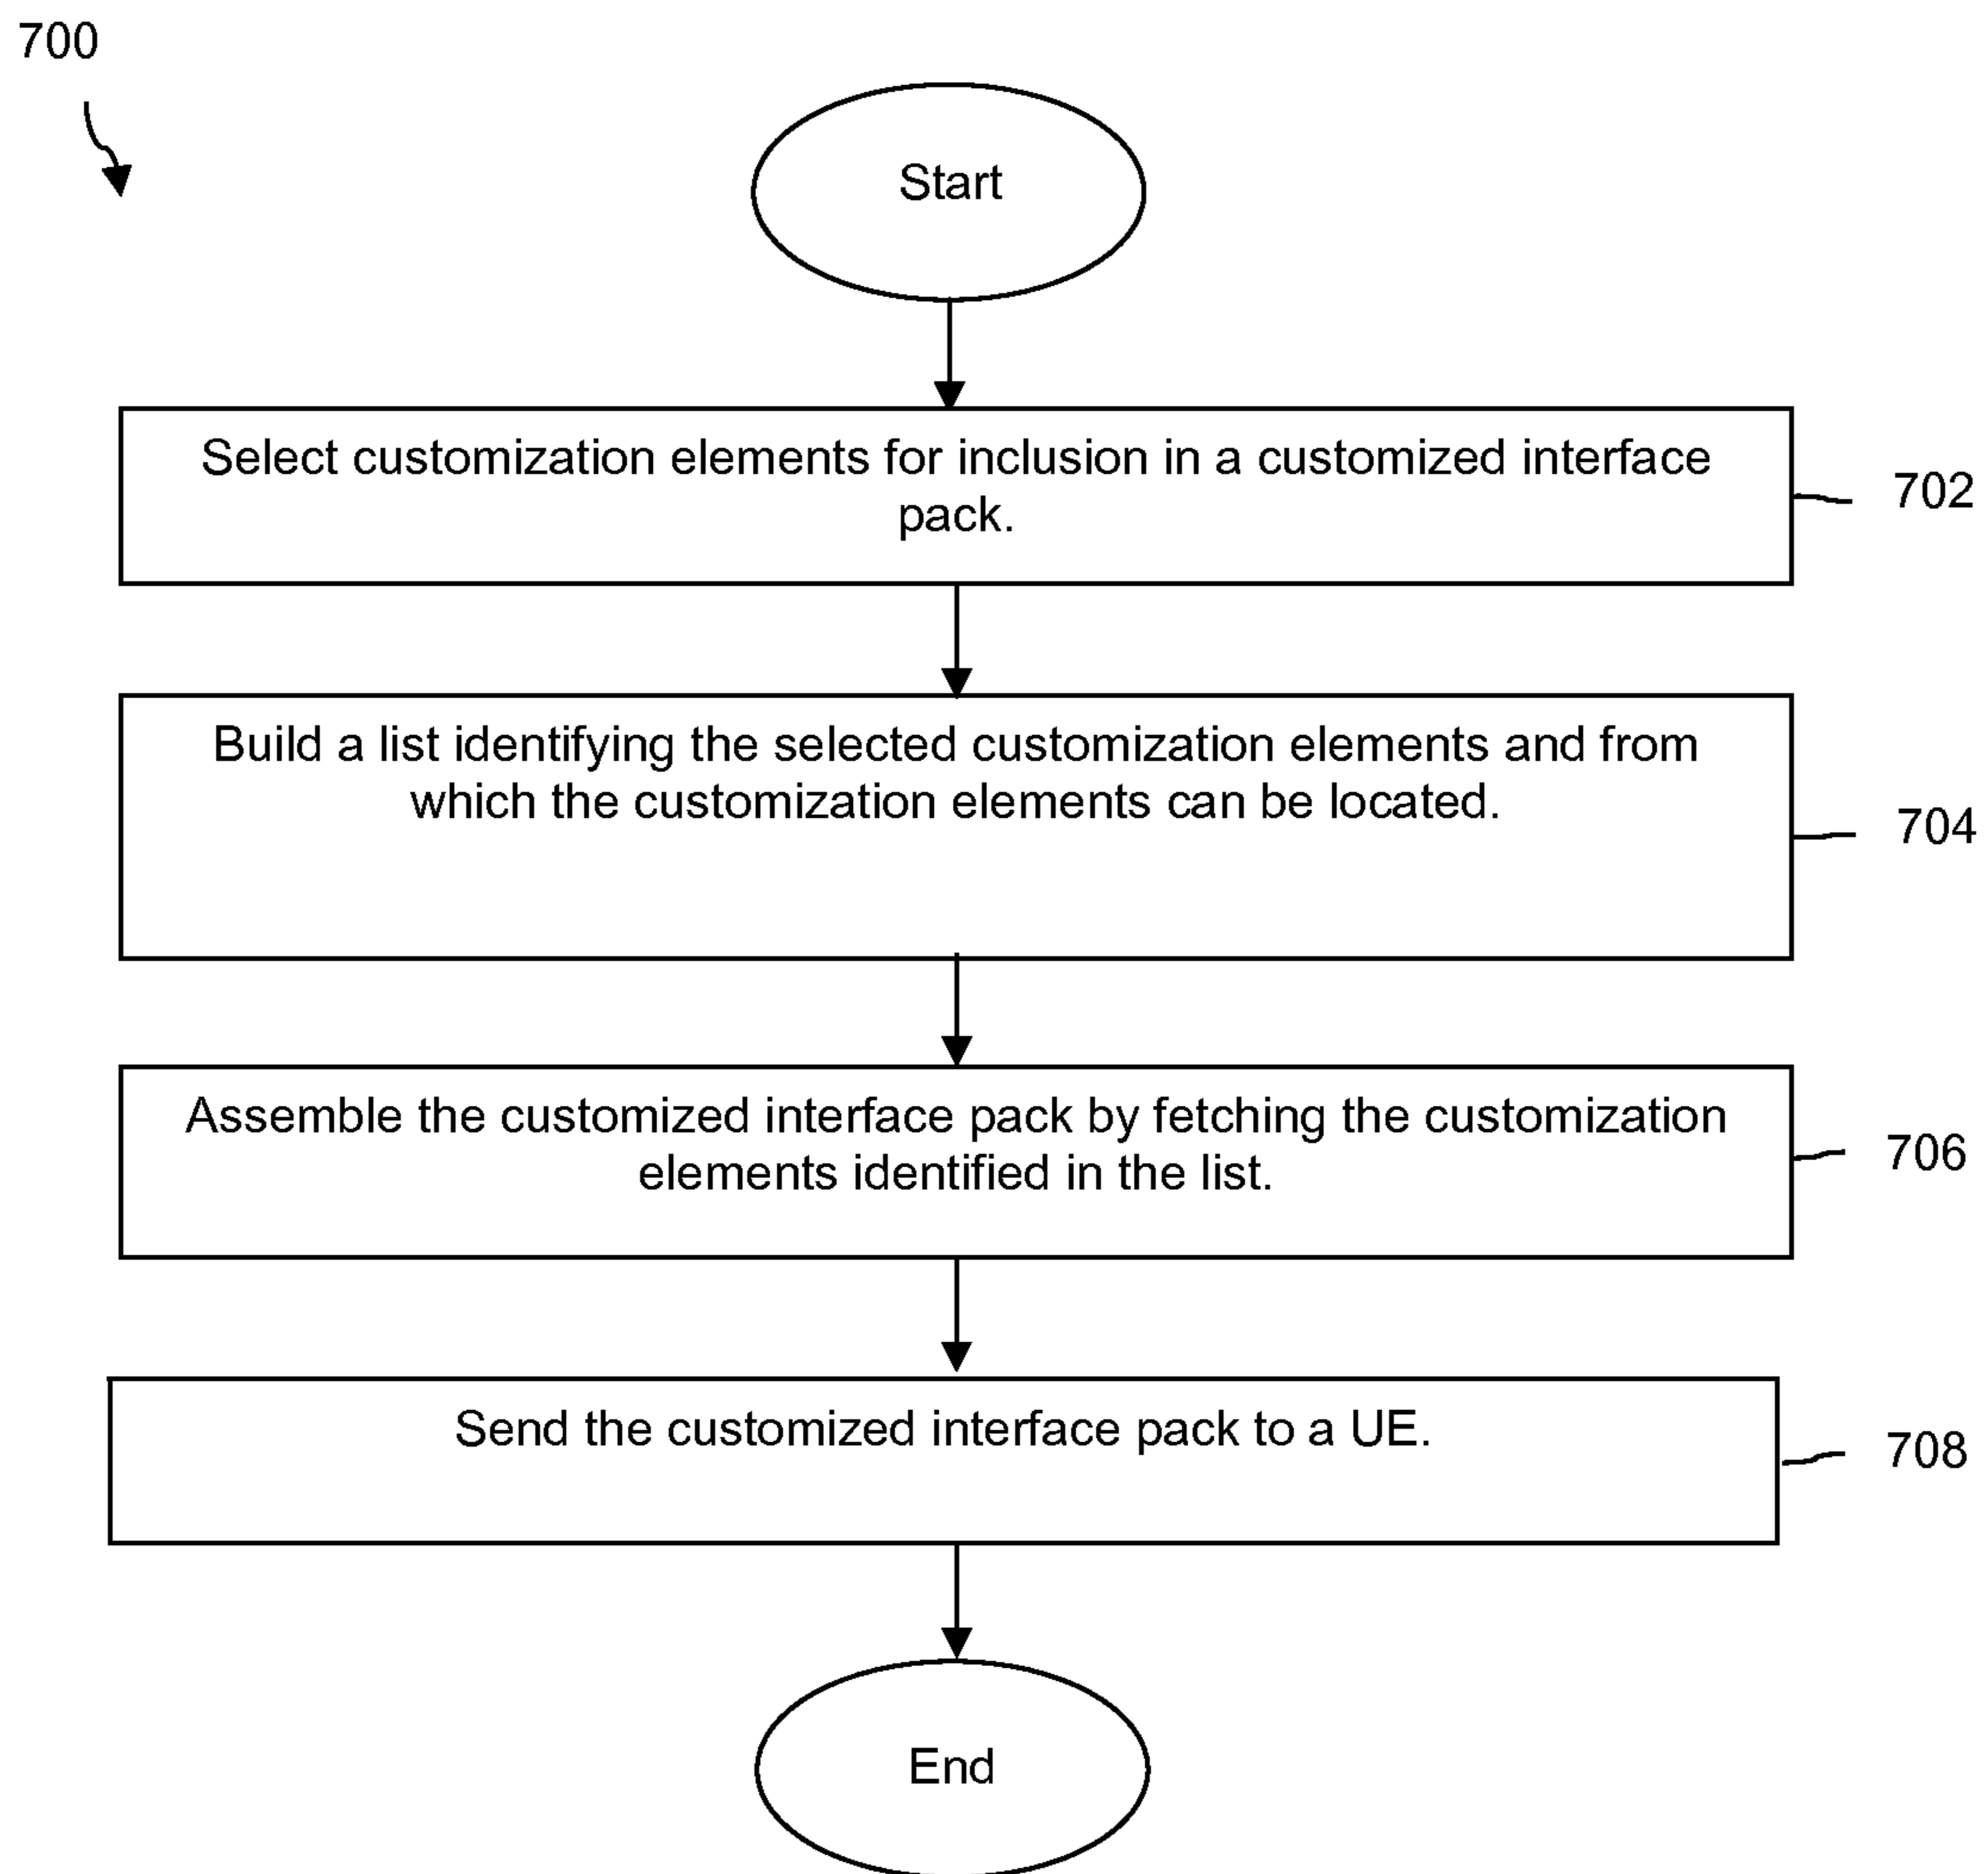 700
Start
Select customization elements for inclusion in a customized interface
pack.
702
Build a list identifying the selected customization elements and from
which the customization elements can be located.
704
Assemble the customized interface pack by fetching the customization
elements identified in the list.
706
Send the customized interface pack to a UE.
708
End